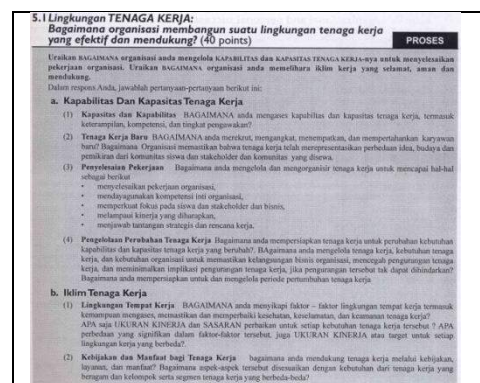 5.1 Lingkungan TENAGA KERJA:
Bagaimana organisasi membangun suatu lingkungan tenaga kerja
yang efektif dan mendukung? (40 points)
PROSES
Uraikan BAGAIMANA organisasi anda mengelola KAPABILITAS dan KAPASITAS TENAGA KERJA-nya untuk menyelesaikan
pekerjaan organisasi. Uraikan BAGAIMANA organisasi anda memelihara iklim kerja yang selamat, aman dan
mendukung.
Dalam respons Anda, jawablah pertanyaan-pertanyaan berikut ini:
a. Kapabilitas Dan Kapasitas Tenaga Kerja
(1) Kapasitas dan Kapabilitas BAGAIMANA anda mengases kapabilitas dan kapasitas tenaga kerja, termasuk
keterampilan, kompetensi, dan tingkat pengawakan?
(2) Tenaga Kerja Baru BAGAIMANA anda merekrut, mengangkat, menempatkan, dan mempertahankan karyawan
baru? Bagaimana Organisasi memastikan bahwa tenaga kerja telah merepresentasikan perbedaan idea, budaya dan
pemikiran dari komunitas siswa dan stakeholder dan komunitas yang disewa.
(3) Penyelesaian Pekerjaan Bagaimana anda mengelola dan mengorganisir tenaga kerja untuk mencapai hal-hal
sebagai berikut
• menyelesaikan pekerjaan organisasi,
• mendayagunakan kompetensi inti organisasi,
• memperkuat fokus pada siswa dan stakeholder dan bisnis,
• melampaui kinerja yang diharapkan,
• menjawab tantangan strategis dan rencana kerja.
(4) Pengelolaan Perubahan Tenaga Kerja Bagaimana anda mempersiapkan tenaga kerja untuk perubahan kebutuhan
kapabilitas dan kapasitas tenaga kerja yang berubah? BAgaimana anda mengelola tenaga kerja, kebutuhan tenaga
kerja, dan kebutuhan organisasi untuk memastikan kelangsungan bisnis organisasi, mencegah pengurangan tenaga
kerja, dan meminimalkan implikasi pengurangan tenaga kerja, jika pengurangan tersebut tak dapat dihindarkan?
Bagaimana anda mempersiapkan untuk dan mengelola periode pertumbuhan tenaga kerja
b. Iklim Tenaga Kerja
(1) Lingkungan Tempat Kerja BAGAIMANA anda menyikapi faktor – faktor lingkungan tempat kerja termasuk
kemampuan mengases, memastikan dan memperbaiki kesehatan, keselamatan, dan keamanan tenaga kerja?
APA saja UKURAN KINERJA dan SASARAN perbaikan untuk setiap kebutuhan tenaga kerja tersebut ? APA
perbedaan yang signifikan dalam faktor-faktor tersebut, juga UKURAN KINERJA atau target untuk setiap
lingkungan kerja yang berbeda?.
(2) Kebijakan dan Manfaat bagi Tenaga Kerja bagaimana anda mendukung tenaga kerja melalui kebijakan,
layanan, dan manfaat? Bagaimana aspek-aspek tersebut disesuaikan dengan kebutuhan dari tenaga kerja yang
beragam dan kelompok serta segmen tenaga kerja yang berbeda-beda?